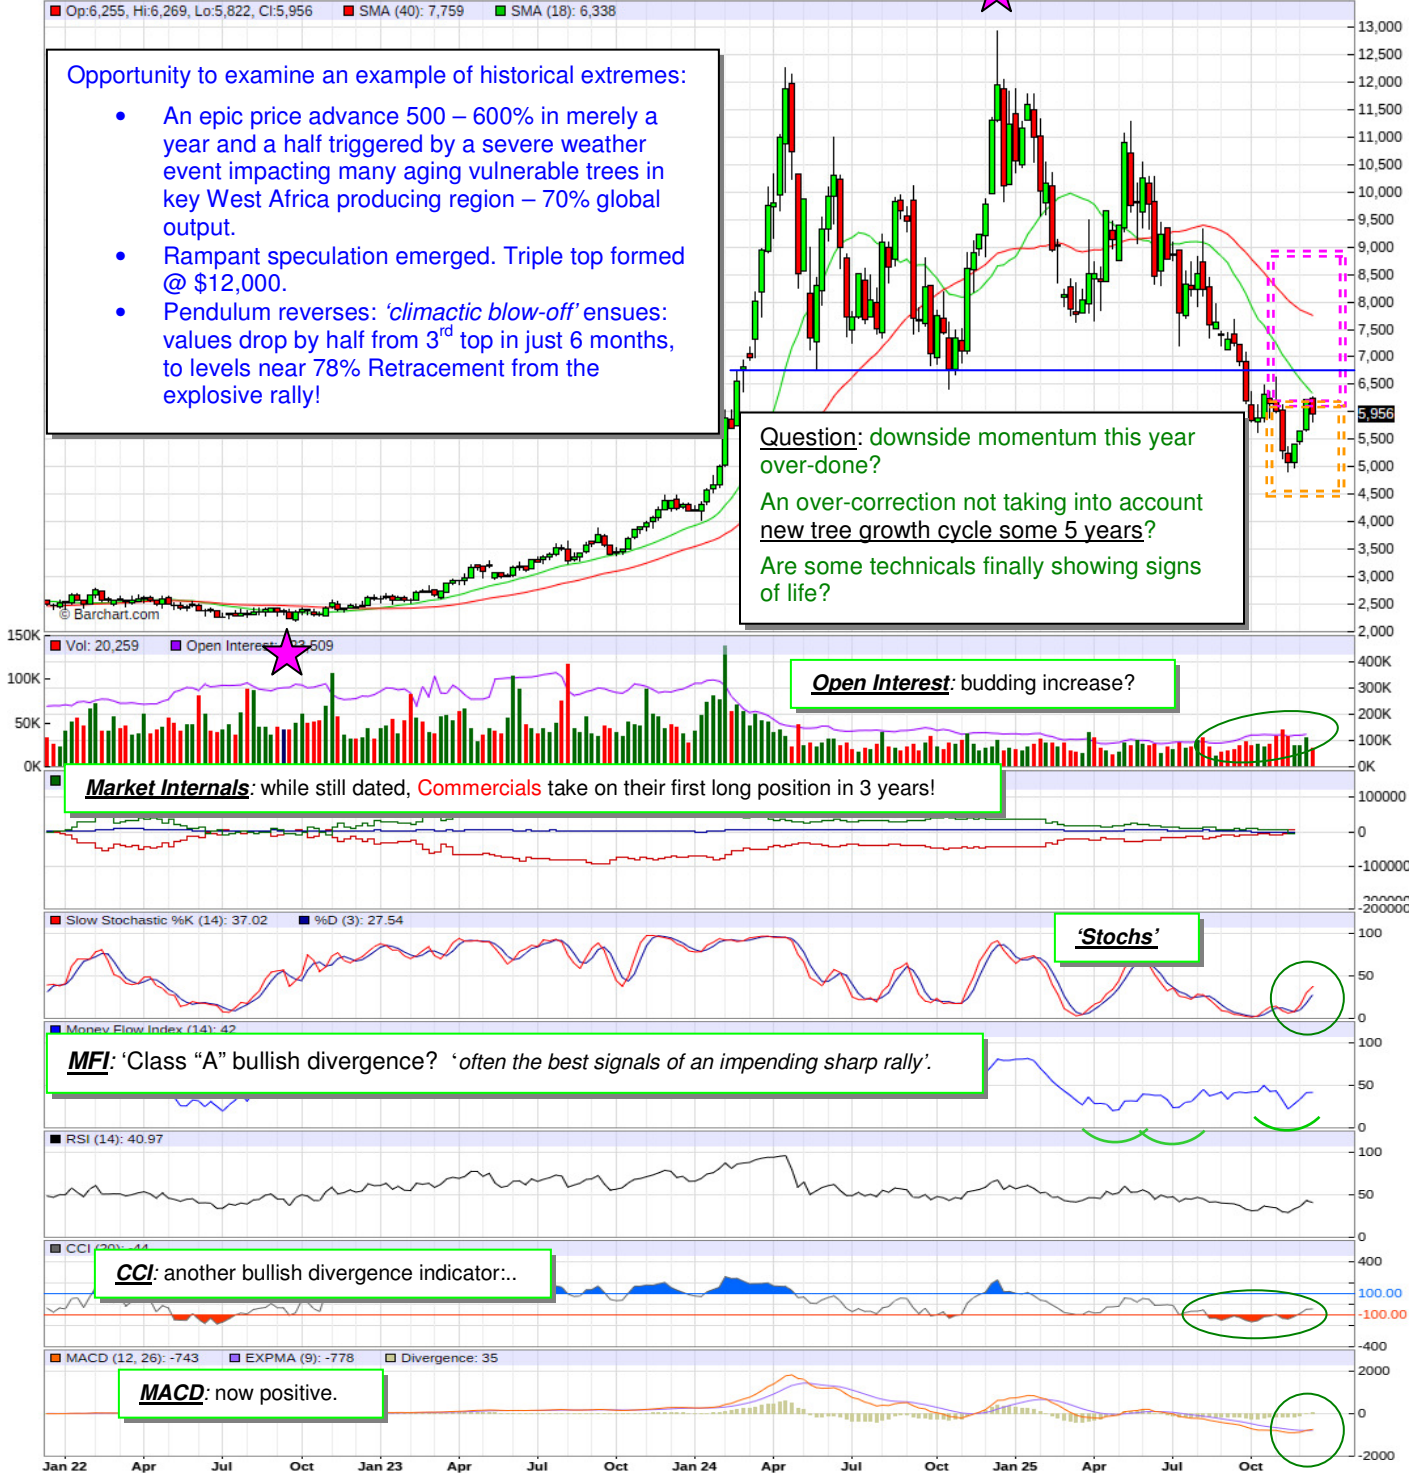 Op:6,255, Hi:6,269, Lo:5,822, Cl:5,956 SMA (40): 7,759 SMA (18): 6,338
13,000
12,500
12,000
11,500
11,000
10,500
10,000
9,500
9,000
8,500
8,000
7,500
7,000
6,500
5,956
5,500
5,000
4,500
4,000
3,500
3,000
2,500
2,000
Opportunity to examine an example of historical extremes:
• An epic price advance 500 – 600% in merely a
year and a half triggered by a severe weather
event impacting many aging vulnerable trees in
key West Africa producing region – 70% global
output.
• Rampant speculation emerged. Triple top formed
@ $12,000.
• Pendulum reverses: ‘climactic blow-off’ ensues:
values drop by half from 3rd top in just 6 months,
to levels near 78% Retracement from the
explosive rally!
Question: downside momentum this year
over-done?
An over-correction not taking into account
new tree growth cycle some 5 years?
Are some technicals finally showing signs
of life?
© Barchart.com
Vol: 20,259 Open Interest:
150K
100K
50K
0K
400K
300K
200K
100K
0K
Open Interest: budding increase?
Market Internals: while still dated, Commercials take on their first long position in 3 years!
100000
0
-100000
-200000
Slow Stochastic %K (14): 37.02 %D (3): 27.54
‘Stochs’
100
50
0
Money Flow Index (14): 42
MFI: ‘Class “A” bullish divergence? ‘often the best signals of an impending sharp rally’.
100
50
0
RSI (14): 40.97
100
50
0
CCI (20): -44
CCI: another bullish divergence indicator:..
400
100.00
-100.00
-400
MACD (12, 26): -743 EXPMA (9): -778 Divergence: 35
MACD: now positive.
2000
0
-2000
Jan 22 Apr Jul Oct Jan 23 Apr Jul Oct Jan 24 Apr Jul Oct Jan 25 Apr Jul Oct